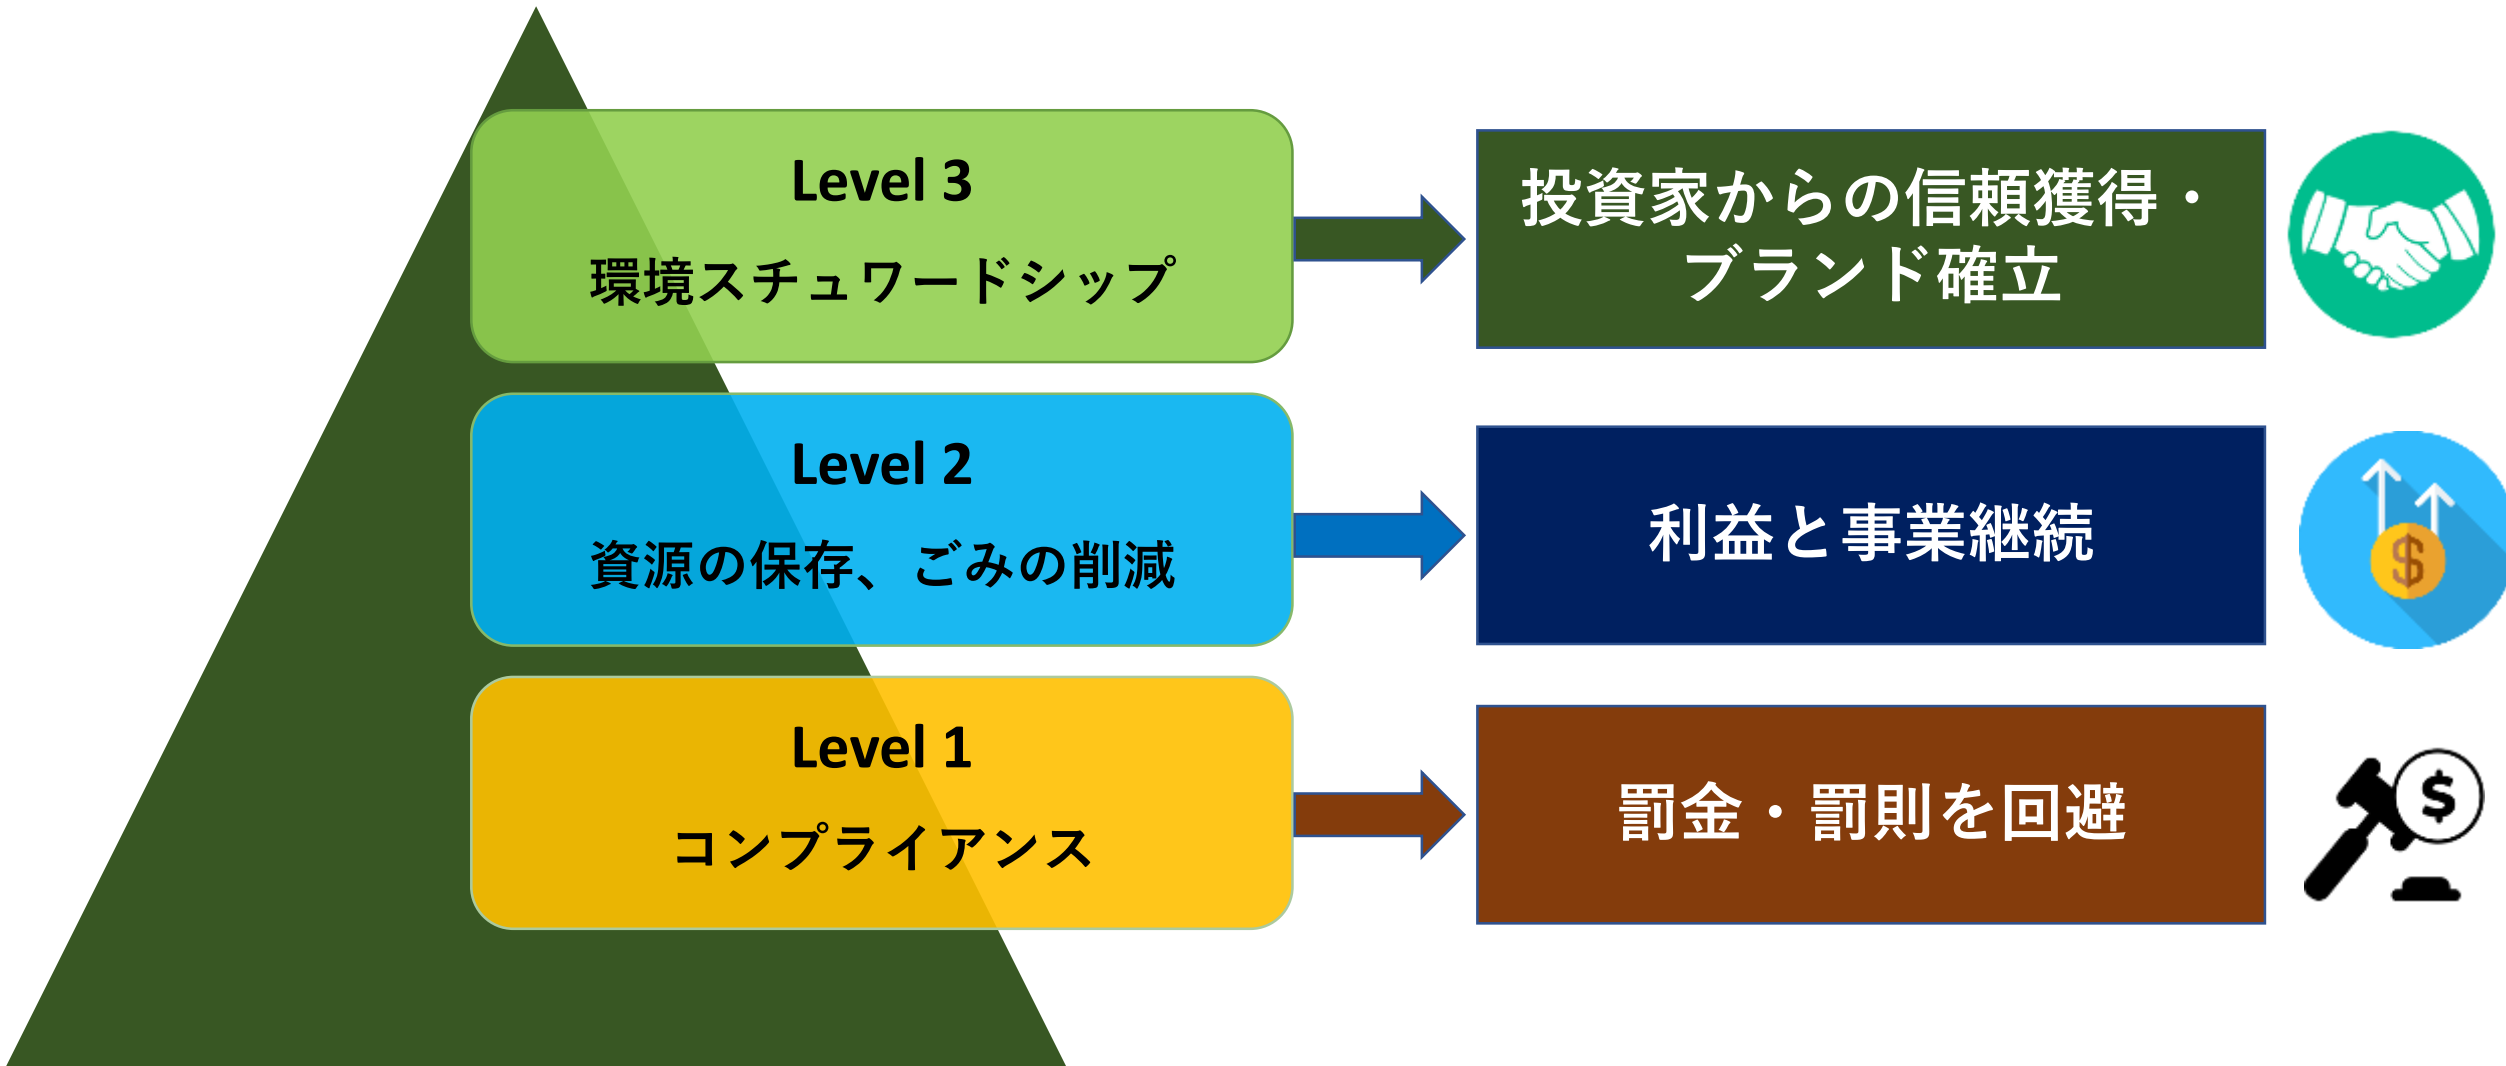 Level 3
環境スチュワードシップ
投資家からの信頼獲得・
ブランド確立
Level 2
資源の保存、ごみの削減
利益と事業継続
Level 1
コンプライアンス
罰金・罰則を回避
$
$